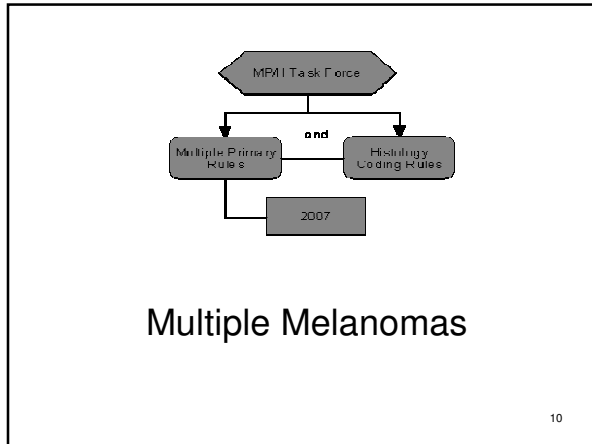 MP/H Task Force
and
Multiple Primary
Rules
Histology
Coding Rules
2007
Multiple Melanomas
10